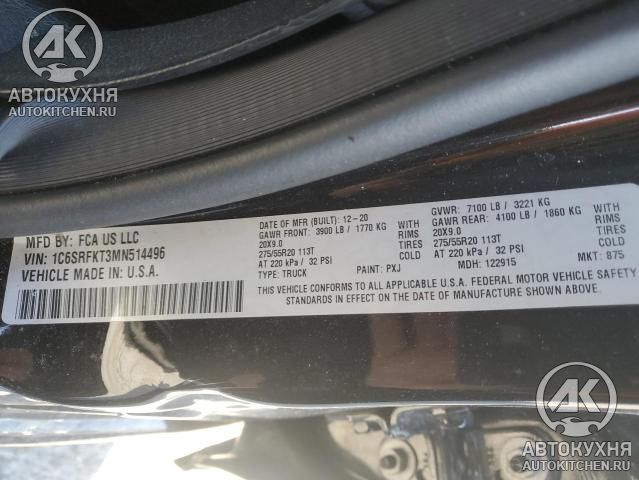 АК
АВТОКУХНЯ
AUTOKITCHEN.RU
MFD BY: FCA US LLC
VIN: 1C6SRFKT3MN514496
VEHICLE MADE IN U.S.A.
DATE OF MFR (BUILT): 12-20
GAWR FRONT: 3900 LB / 1770 KG WITH
20X9.0 RIMS
275/55R20 113T
AT 220 kPa / 32 PSI COLD
TYPE: TRUCK PAINT: PXJ
GVWR: 7100 LB / 3221 KG
GAWR REAR: 4100 LB / 1860 KG WITH
20X9.0 RIMS
275/55R20 113T
AT 220 kPa / 32 PSI COLD
MDH: 122915 MKT: 875
THIS VEHICLE CONFORMS TO ALL APPLICABLE U.S.A. FEDERAL MOTOR VEHICLE SAFETY
STANDARDS IN EFFECT ON THE DATE OF MANUFACTURE SHOWN ABOVE.
АК
АВТОКУХНЯ
AUTOKITCHEN.RU